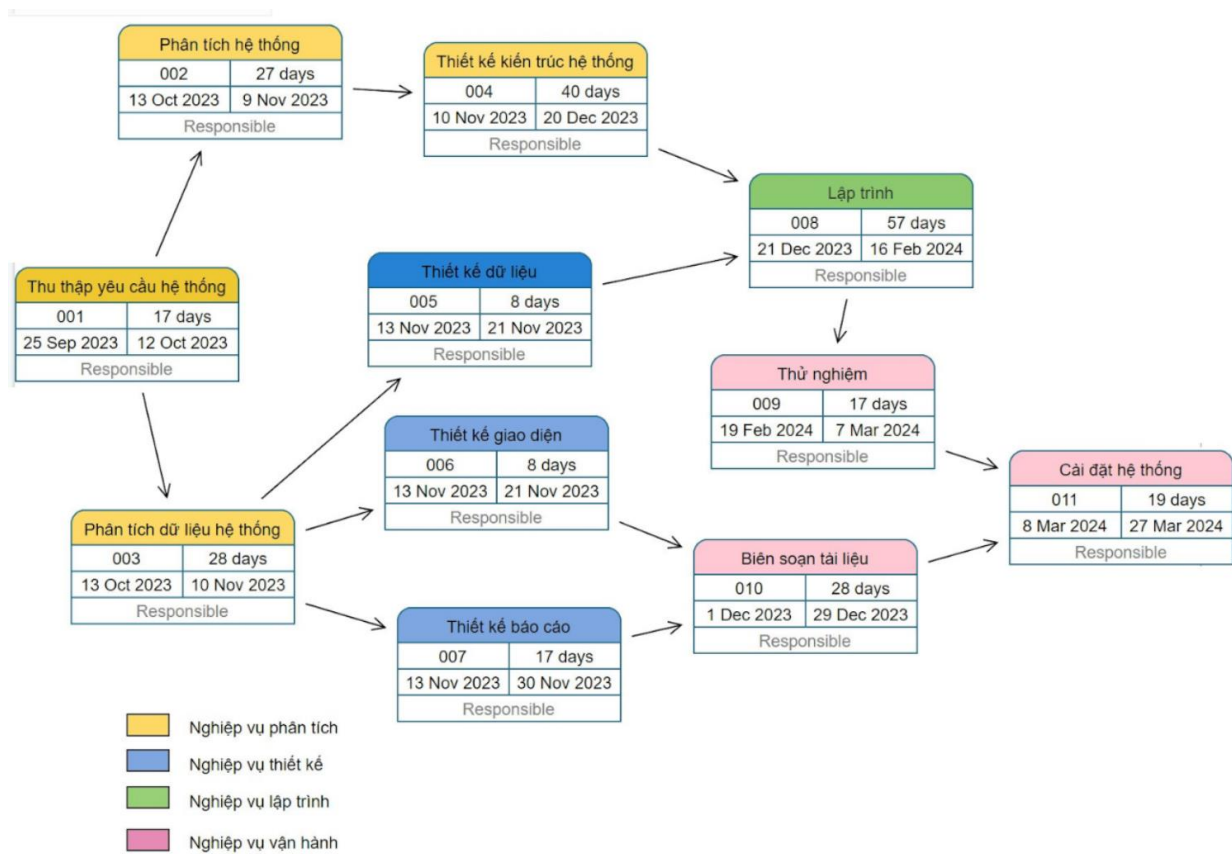 Phân tích hệ thống
002 27 days
13 Oct 2023 9 Nov 2023
Responsible
Thiết kế kiến trúc hệ thống
004 40 days
10 Nov 2023 20 Dec 2023
Responsible
Lập trình
008 57 days
21 Dec 2023 16 Feb 2024
Responsible
Thu thập yêu cầu hệ thống
001 17 days
25 Sep 2023 12 Oct 2023
Responsible
Thiết kế dữ liệu
005 8 days
13 Nov 2023 21 Nov 2023
Responsible
Thử nghiệm
009 17 days
19 Feb 2024 7 Mar 2024
Responsible
Thiết kế giao diện
006 8 days
13 Nov 2023 21 Nov 2023
Responsible
Cài đặt hệ thống
011 19 days
8 Mar 2024 27 Mar 2024
Responsible
Phân tích dữ liệu hệ thống
003 28 days
13 Oct 2023 10 Nov 2023
Responsible
Biên soạn tài liệu
010 28 days
1 Dec 2023 29 Dec 2023
Responsible
Thiết kế báo cáo
007 17 days
13 Nov 2023 30 Nov 2023
Responsible
Nghiệp vụ phân tích
Nghiệp vụ thiết kế
Nghiệp vụ lập trình
Nghiệp vụ vận hành